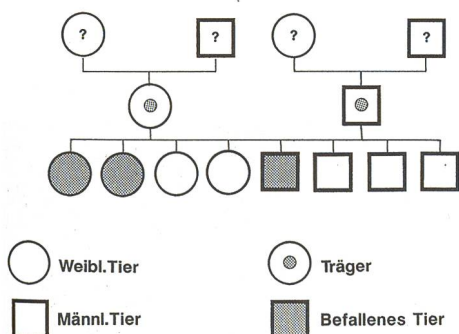 ? ? ? ?
Weibl.Tier
Träger
Männl.Tier
Befallenes Tier